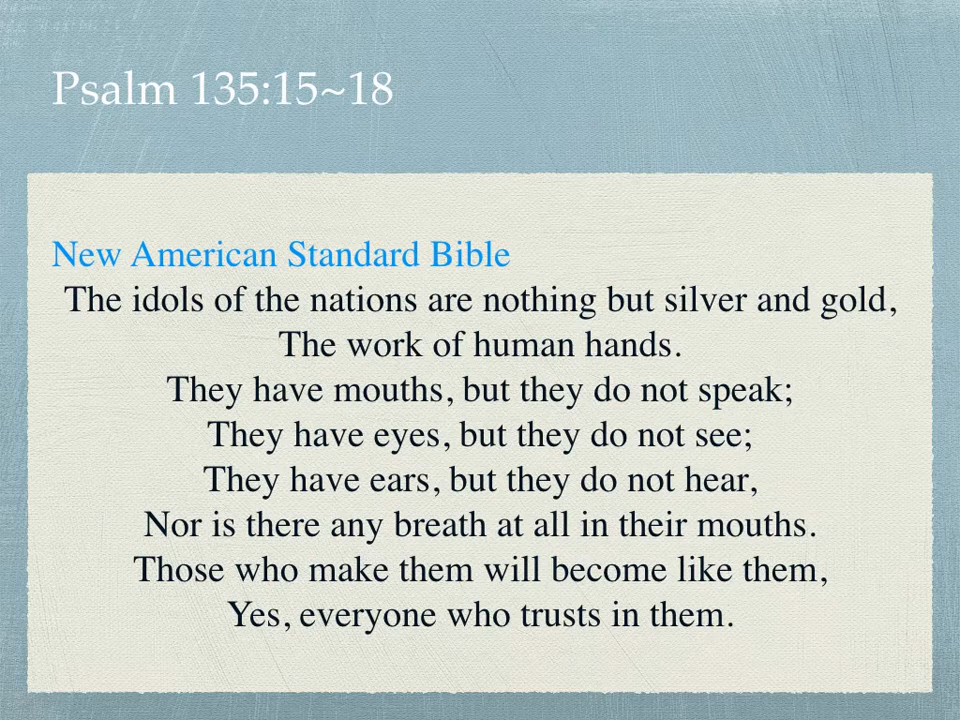 Psalm 135:15~18
New American Standard Bible
The idols of the nations are nothing but silver and gold,
The work of human hands.
They have mouths, but they do not speak;
They have eyes, but they do not see;
They have ears, but they do not hear,
Nor is there any breath at all in their mouths.
Those who make them will become like them,
Yes, everyone who trusts in them.